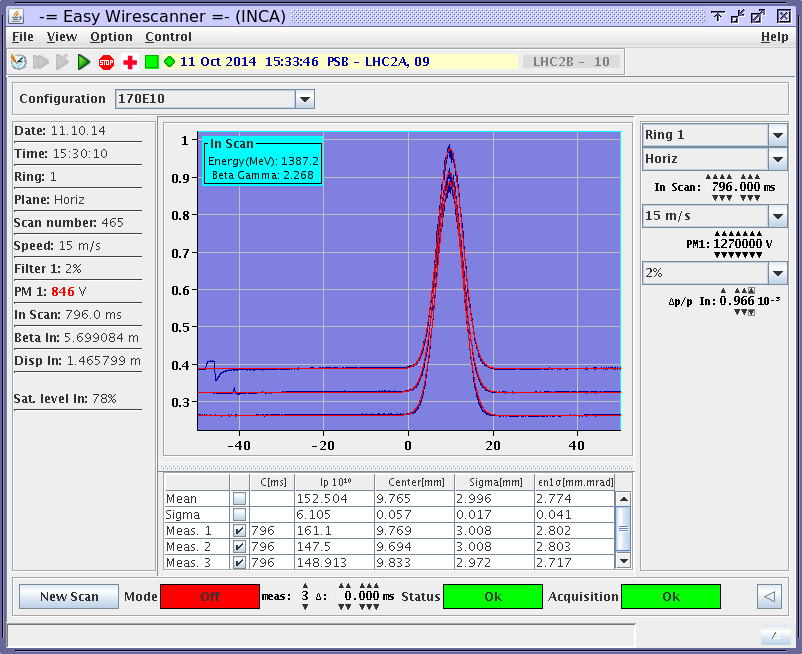 -= Easy Wirescanner =- (INCA)
File View Option Control Help
STOP 11 Oct 2014 15:33:46 PSB - LHC2A, 09 LHC2B - 10
Configuration 170E10
Date: 11.10.14
Time: 15:30:10
Ring: 1
Plane: Horiz
Scan number: 465
Speed: 15 m/s
Filter 1: 2%
PM 1: 846 V
In Scan: 796.0 ms
Beta In: 5.699084 m
Disp In: 1.465799 m
Sat. level In: 78%
In Scan
Energy(MeV): 1387.2
Beta Gamma: 2.268
1
0.9
0.8
0.7
0.6
0.5
0.4
0.3
-40 -20 0 20 40
Ring 1
Horiz
In Scan: 796.000 ms
15 m/s
PM1: 1270000 V
2%
Δp/p In: 0.966 10⁻³
C[ms] Ip 10¹⁰ Center[mm] Sigma[mm] εn1σ[mm.mrad]
Mean 152.504 9.765 2.996 2.774
Sigma 6.105 0.057 0.017 0.041
Meas. 1 796 161.1 9.769 3.008 2.802
Meas. 2 796 147.5 9.694 3.008 2.803
Meas. 3 796 148.913 9.833 2.972 2.717
New Scan Mode Off meas: 3 Δ: 0.000 ms Status Ok Acquisition Ok